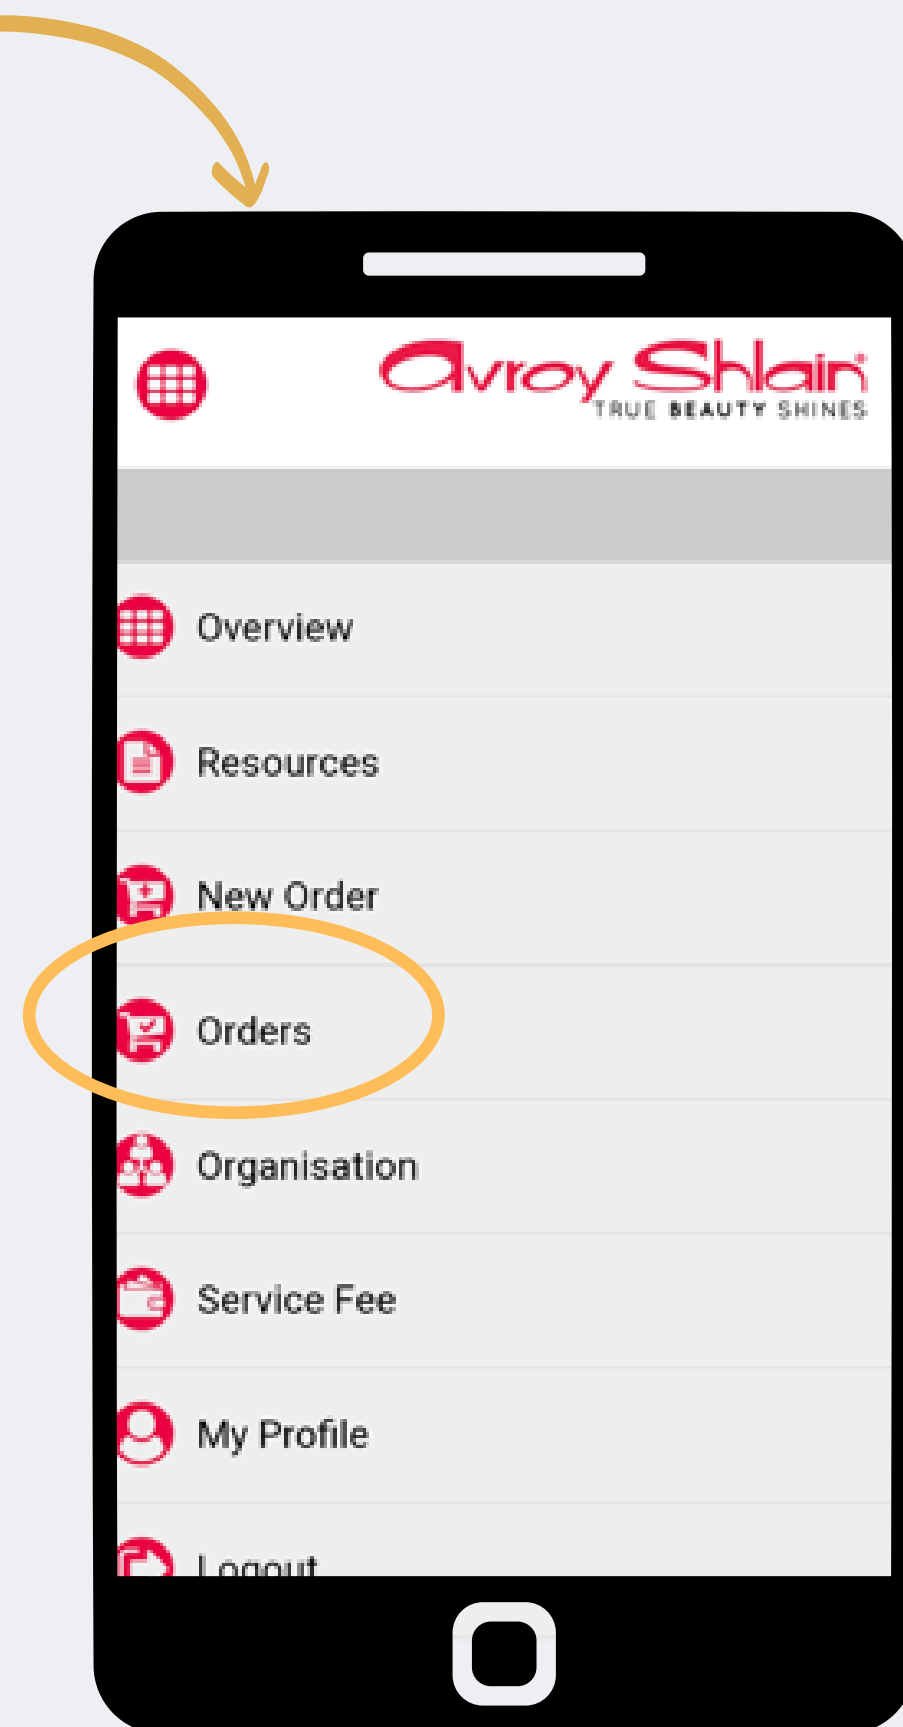 avroy Shlain
TRUE BEAUTY SHINES
Overview
Resources
New Order
Orders
Organisation
Service Fee
My Profile
Logout